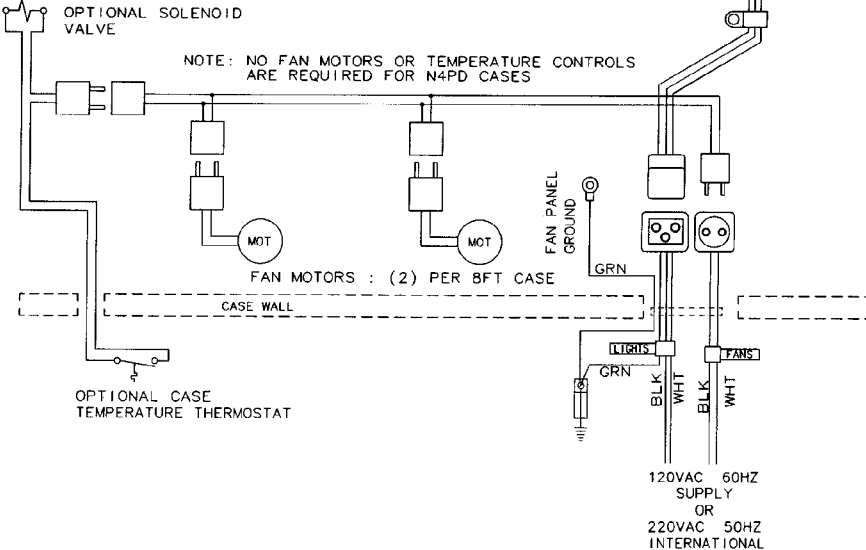 OPTIONAL SOLENOID
VALVE
NOTE: NO FAN MOTORS OR TEMPERATURE CONTROLS
ARE REQUIRED FOR N4PD CASES
FAN PANEL
GROUND
MOT
MOT
FAN MOTORS : (2) PER 8FT CASE
GRN
CASE WALL
LIGHTS
FANS
GRN
BLK
WHT
BLK
WHT
OPTIONAL CASE
TEMPERATURE THERMOSTAT
120VAC 60HZ
SUPPLY
OR
220VAC 50HZ
INTERNATIONAL